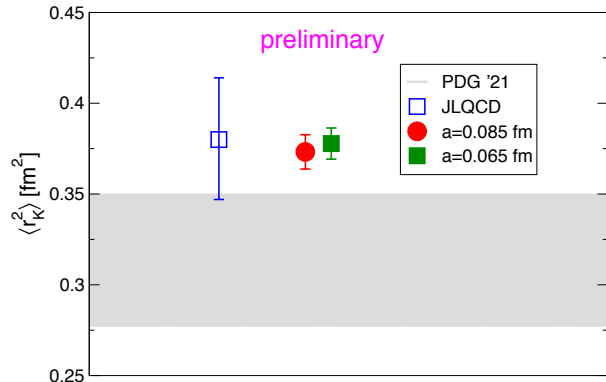 preliminary
0.45
0.4
0.35
0.3
0.25
⟨r²_K⟩ [fm²]
PDG '21
JLQCD
a=0.085 fm
a=0.065 fm